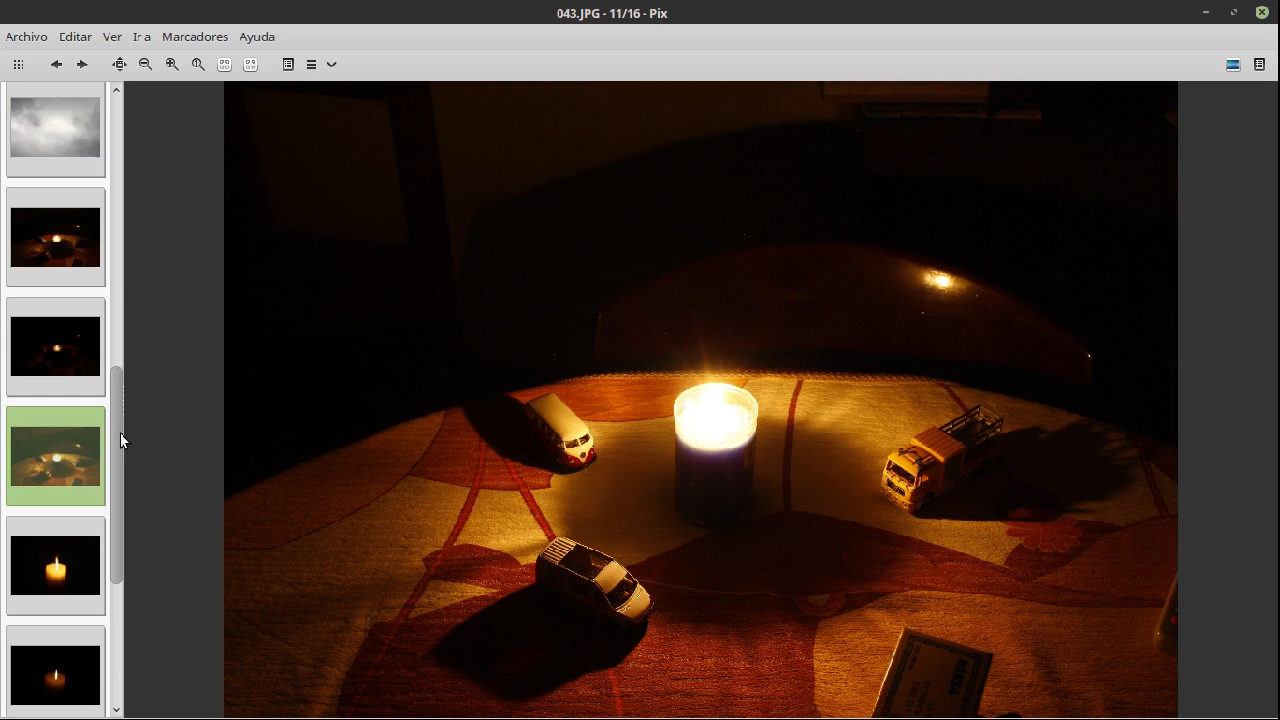 043.JPG - 11/16 - Pix
Archivo Editar Ver Ir a Marcadores Ayuda